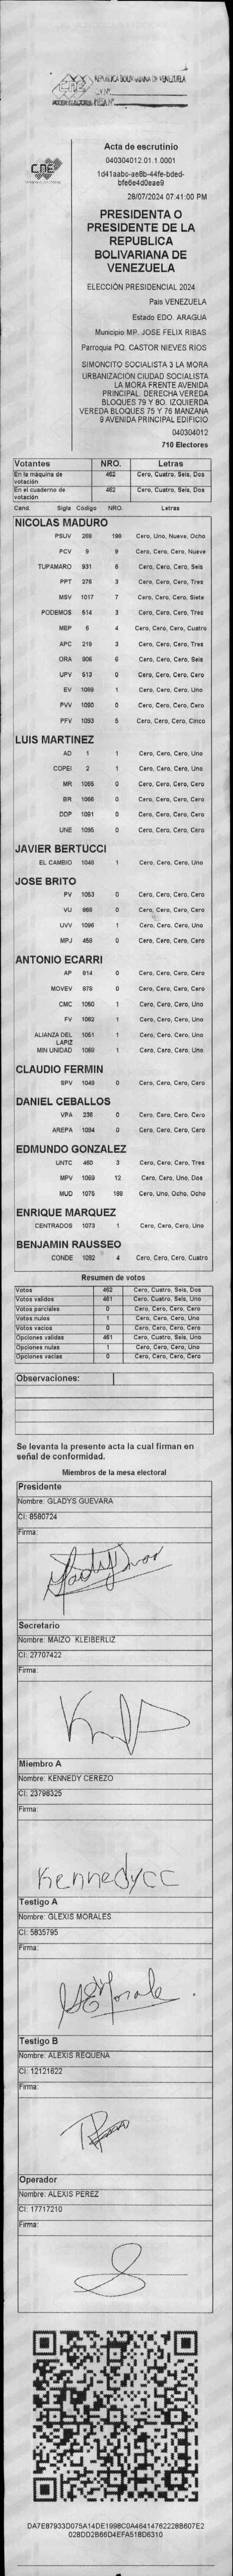 REPUBLICA BOLIVARIANA DE VENEZUELA
PODER ELECTORAL
CNE
Acta de escrutinio
040304012.01.1.0001
1d41aabc-ae8b-44fe-bded-
bfe6e4d0eae9
28/07/2024 07:41:00 PM
PRESIDENTA O
PRESIDENTE DE LA
REPUBLICA
BOLIVARIANA DE
VENEZUELA
ELECCIÓN PRESIDENCIAL 2024
Pais VENEZUELA
Estado EDO. ARAGUA
Municipio MP. JOSE FELIX RIBAS
Parroquia PQ. CASTOR NIEVES RIOS
SIMONCITO SOCIALISTA 3 LA MORA
URBANIZACIÓN CIUDAD SOCIALISTA
LA MORA FRENTE AVENIDA
PRINCIPAL. DERECHA VEREDA
BLOQUES 79 Y 80. IZQUIERDA
VEREDA BLOQUES 75 Y 76 MANZANA
9 AVENIDA PRINCIPAL EDIFICIO
040304012
710 Electores
Votantes NRO. Letras
En la máquina de votación 462 Cero, Cuatro, Seis, Dos
En el cuaderno de votación 462 Cero, Cuatro, Seis, Dos
Cand. Sigla Codigo NRO. Letras
NICOLAS MADURO
PSUV 269 198 Cero, Uno, Nueve, Ocho
PCV 9 9 Cero, Cero, Cero, Nueve
TUPAMARO 931 6 Cero, Cero, Cero, Seis
PPT 276 3 Cero, Cero, Cero, Tres
MSV 1017 7 Cero, Cero, Cero, Siete
PODEMOS 514 3 Cero, Cero, Cero, Tres
MEP 6 4 Cero, Cero, Cero, Cuatro
APC 219 3 Cero, Cero, Cero, Tres
ORA 806 6 Cero, Cero, Cero, Seis
UPV 513 0 Cero, Cero, Cero, Cero
EV 1089 1 Cero, Cero, Cero, Uno
PVV 1090 0 Cero, Cero, Cero, Cero
PFV 1093 5 Cero, Cero, Cero, Cinco
LUIS MARTINEZ
AD 1 1 Cero, Cero, Cero, Uno
COPEI 2 1 Cero, Cero, Cero, Uno
MR 1065 0 Cero, Cero, Cero, Cero
BR 1066 0 Cero, Cero, Cero, Cero
DDP 1091 0 Cero, Cero, Cero, Cero
UNE 1095 0 Cero, Cero, Cero, Cero
JAVIER BERTUCCI
EL CAMBIO 1048 1 Cero, Cero, Cero, Uno
JOSE BRITO
PV 1053 0 Cero, Cero, Cero, Cero
VU 868 0 Cero, Cero, Cero, Cero
UVV 1096 1 Cero, Cero, Cero, Uno
MPJ 458 0 Cero, Cero, Cero, Cero
ANTONIO ECARRI
AP 814 0 Cero, Cero, Cero, Cero
MOVEV 878 0 Cero, Cero, Cero, Cero
CMC 1050 1 Cero, Cero, Cero, Uno
FV 1062 1 Cero, Cero, Cero, Uno
ALIANZA DEL LÁPIZ 1051 1 Cero, Cero, Cero, Uno
MIN UNIDAD 1068 1 Cero, Cero, Cero, Uno
CLAUDIO FERMIN
SPV 1049 0 Cero, Cero, Cero, Cero
DANIEL CEBALLOS
VPA 236 0 Cero, Cero, Cero, Cero
AREPA 1094 0 Cero, Cero, Cero, Cero
EDMUNDO GONZALEZ
UNTC 460 3 Cero, Cero, Cero, Tres
MPV 1069 12 Cero, Cero, Uno, Dos
MUD 1075 188 Cero, Uno, Ocho, Ocho
ENRIQUE MARQUEZ
CENTRADOS 1073 1 Cero, Cero, Cero, Uno
BENJAMIN RAUSSEO
CONDE 1092 4 Cero, Cero, Cero, Cuatro
Resumen de votos
Votos 462 Cero, Cuatro, Seis, Dos
Votos validos 461 Cero, Cuatro, Seis, Uno
Votos parciales 0 Cero, Cero, Cero, Cero
Votos nulos 1 Cero, Cero, Cero, Uno
Votos vacios 0 Cero, Cero, Cero, Cero
Opciones validas 461 Cero, Cuatro, Seis, Uno
Opciones nulas 1 Cero, Cero, Cero, Uno
Opciones vacias 0 Cero, Cero, Cero, Cero
Observaciones:
Se levanta la presente acta la cual firman en
señal de conformidad.
Miembros de la mesa electoral
Presidente
Nombre: GLADYS GUEVARA
CI: 8580724
Firma:
Secretario
Nombre: MAIZO KLEIBERLIZ
CI: 27707422
Firma:
Miembro A
Nombre: KENNEDY CEREZO
CI: 23798325
Firma:
Kennedycc
Testigo A
Nombre: GLEXIS MORALES
CI: 5835795
Firma:
Testigo B
Nombre: ALEXIS REQUENA
CI: 12121622
Firma:
Operador
Nombre: ALEXIS PEREZ
CI: 17717210
Firma:
DA7E87933D075A14DE1998C0A46414762228B607E2
028DD2B66D4EFA518D6310